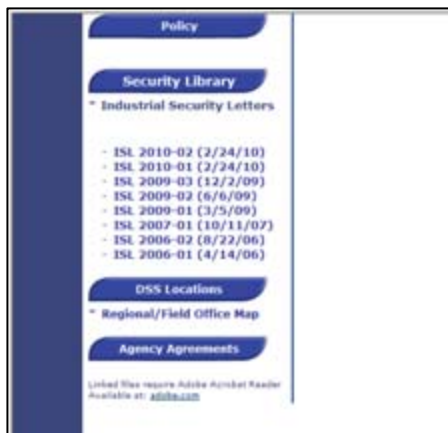 Policy
Security Library
Industrial Security Letters
- ISL 2010-02 (2/24/10)
- ISL 2010-01 (2/24/10)
- ISL 2009-03 (12/2/09)
- ISL 2009-02 (6/6/09)
- ISL 2009-01 (3/5/09)
- ISL 2007-01 (10/11/07)
- ISL 2006-02 (8/22/06)
- ISL 2006-01 (4/14/06)
DSS Locations
Regional/Field Office Map
Agency Agreements
Linked files require Adobe Acrobat Reader
Available at: adobe.com